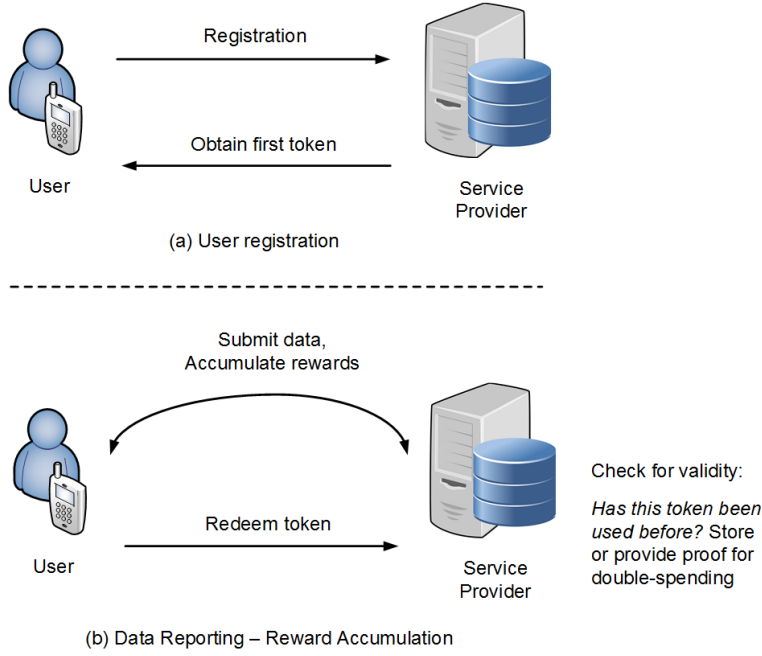 Registration
Obtain first token
User
Service
Provider
(a) User registration
Submit data,
Accumulate rewards
Check for validity:
Has this token been
used before? Store
or provide proof for
double-spending
Redeem token
User
Service
Provider
(b) Data Reporting – Reward Accumulation